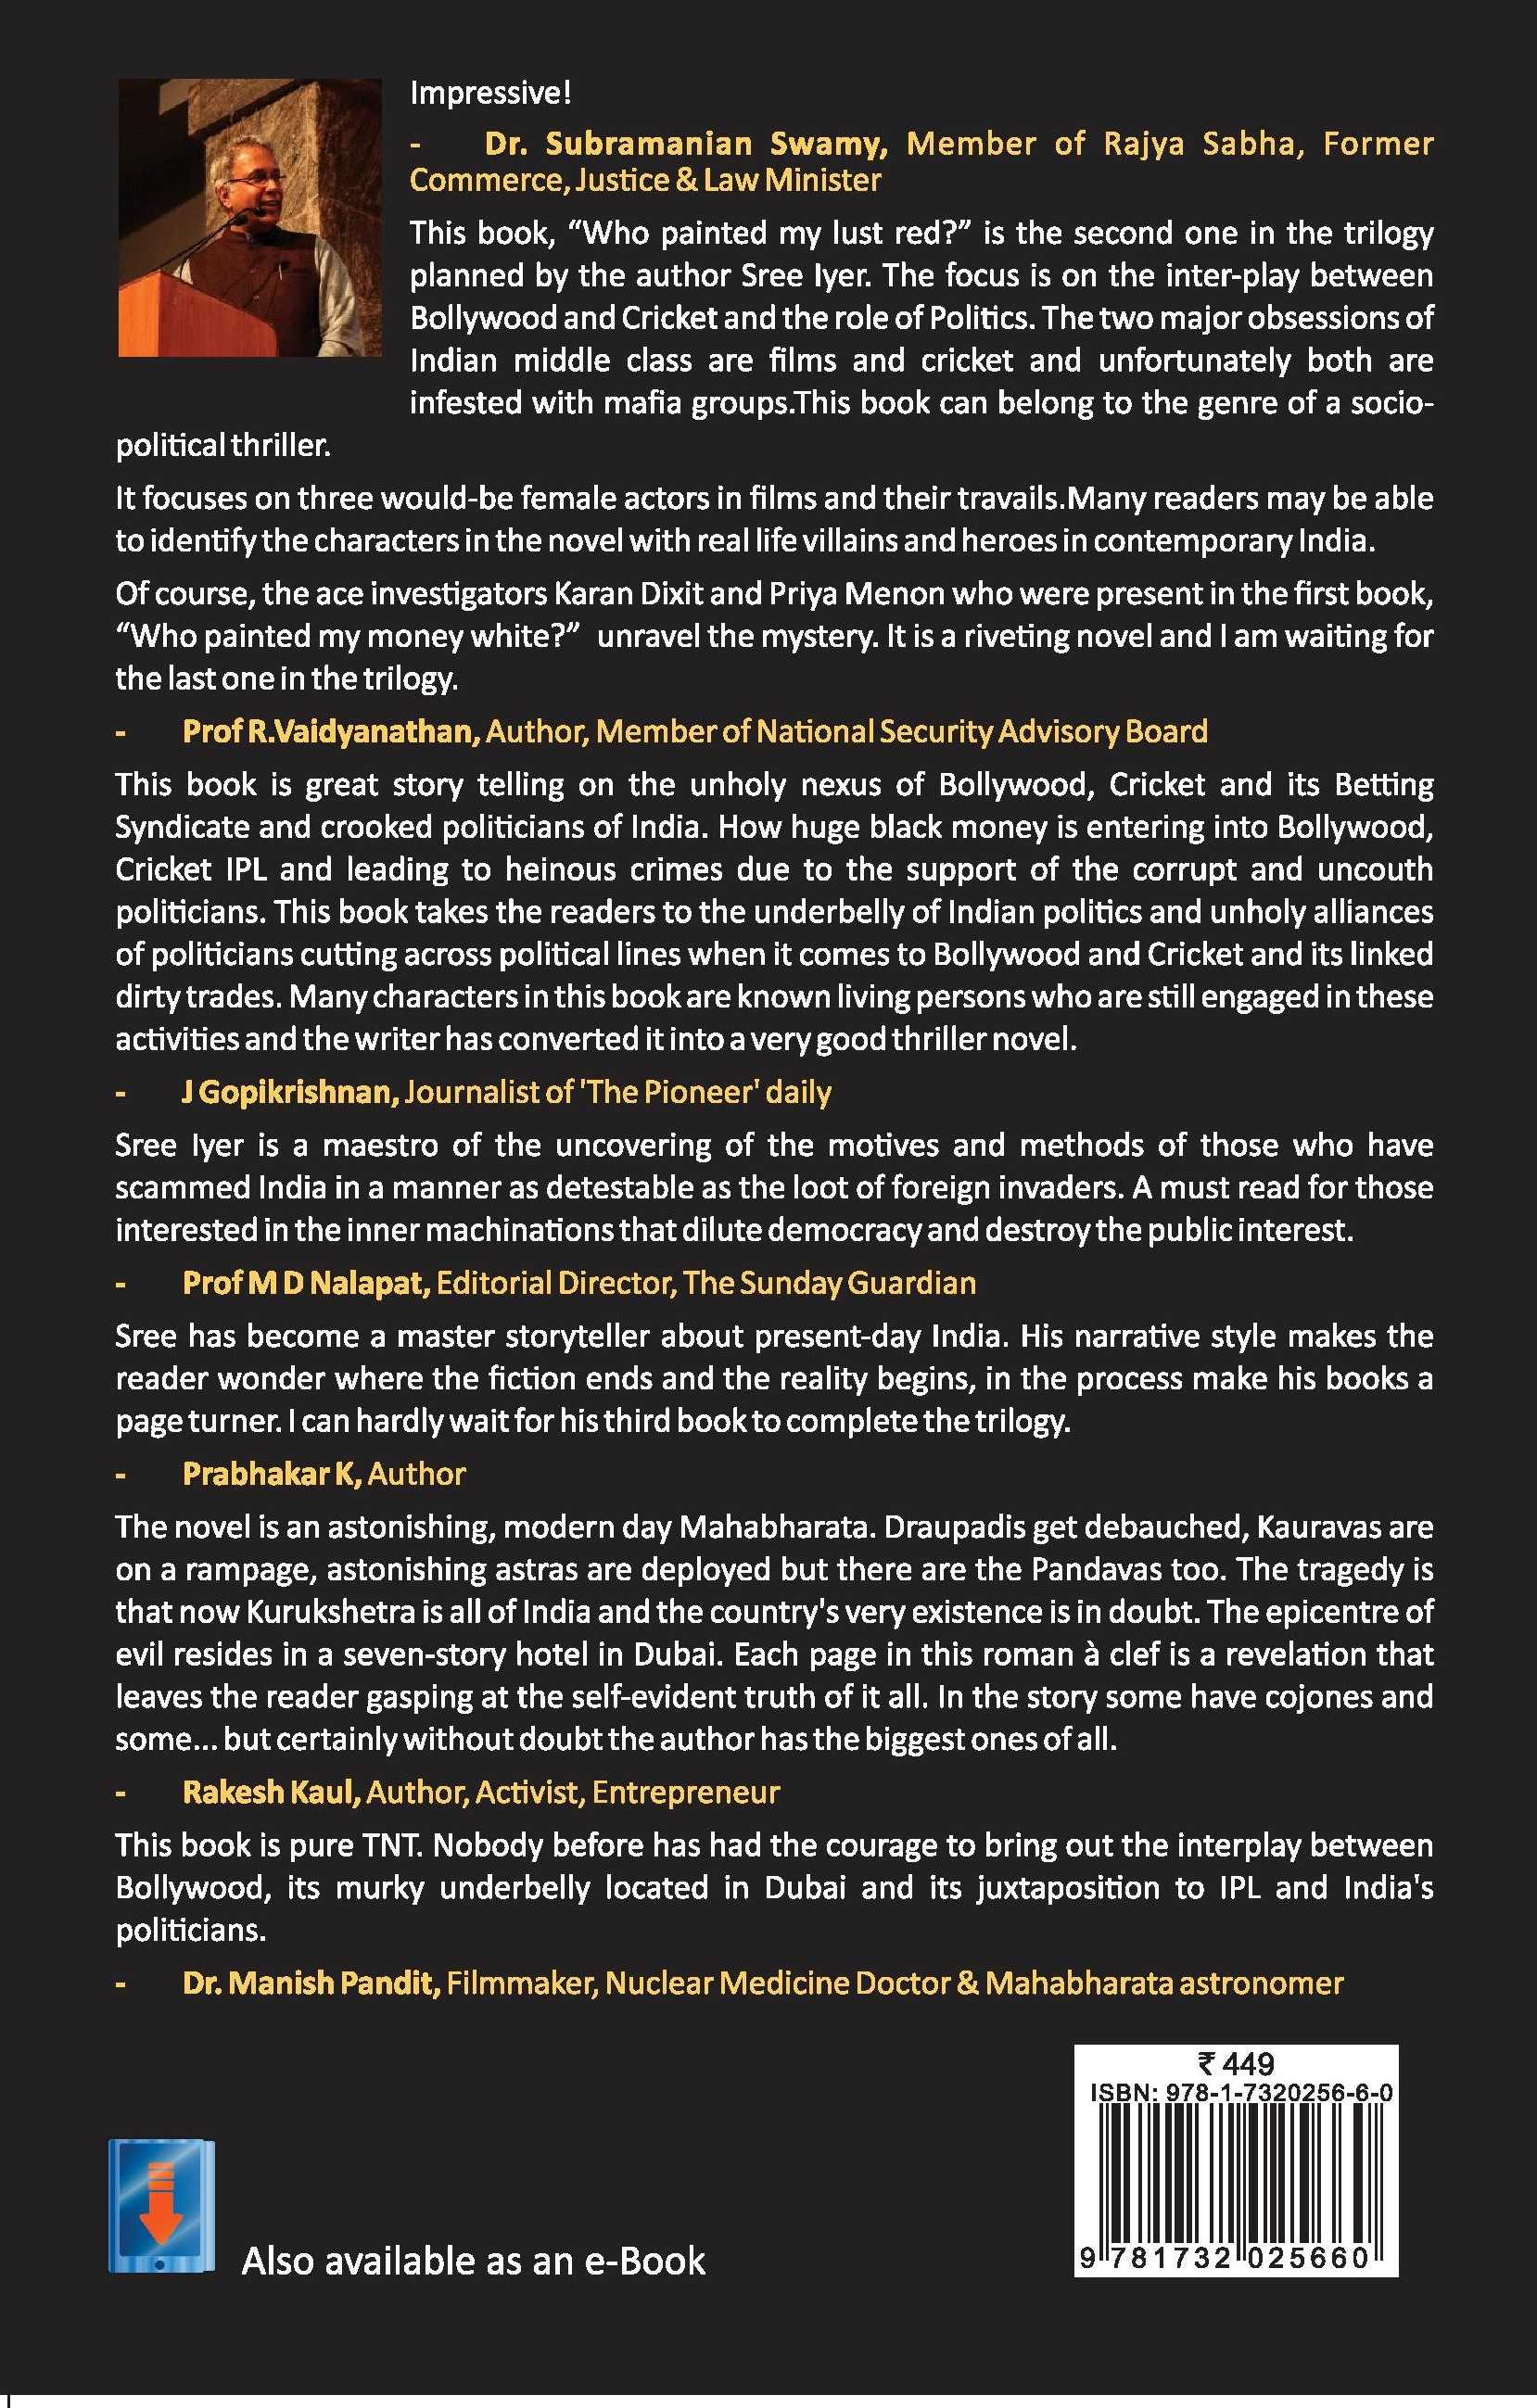 Impressive!
- Dr. Subramanian Swamy, Member of Rajya Sabha, Former
Commerce, Justice & Law Minister
This book, “Who painted my lust red?” is the second one in the trilogy
planned by the author Sree Iyer. The focus is on the inter-play between
Bollywood and Cricket and the role of Politics. The two major obsessions of
Indian middle class are films and cricket and unfortunately both are
infested with mafia groups.This book can belong to the genre of a socio-
political thriller.
It focuses on three would-be female actors in films and their travails.Many readers may be able
to identify the characters in the novel with real life villains and heroes in contemporary India.
Of course, the ace investigators Karan Dixit and Priya Menon who were present in the first book,
“Who painted my money white?” unravel the mystery. It is a riveting novel and I am waiting for
the last one in the trilogy.
- Prof R.Vaidyanathan, Author, Member of National Security Advisory Board
This book is great story telling on the unholy nexus of Bollywood, Cricket and its Betting
Syndicate and crooked politicians of India. How huge black money is entering into Bollywood,
Cricket IPL and leading to heinous crimes due to the support of the corrupt and uncouth
politicians. This book takes the readers to the underbelly of Indian politics and unholy alliances
of politicians cutting across political lines when it comes to Bollywood and Cricket and its linked
dirty trades. Many characters in this book are known living persons who are still engaged in these
activities and the writer has converted it into a very good thriller novel.
- J Gopikrishnan, Journalist of 'The Pioneer' daily
Sree Iyer is a maestro of the uncovering of the motives and methods of those who have
scammed India in a manner as detestable as the loot of foreign invaders. A must read for those
interested in the inner machinations that dilute democracy and destroy the public interest.
- Prof M D Nalapat, Editorial Director, The Sunday Guardian
Sree has become a master storyteller about present-day India. His narrative style makes the
reader wonder where the fiction ends and the reality begins, in the process make his books a
page turner. I can hardly wait for his third book to complete the trilogy.
- Prabhakar K, Author
The novel is an astonishing, modern day Mahabharata. Draupadis get debauched, Kauravas are
on a rampage, astonishing astras are deployed but there are the Pandavas too. The tragedy is
that now Kurukshetra is all of India and the country's very existence is in doubt. The epicentre of
evil resides in a seven-story hotel in Dubai. Each page in this roman à clef is a revelation that
leaves the reader gasping at the self-evident truth of it all. In the story some have cojones and
some... but certainly without doubt the author has the biggest ones of all.
- Rakesh Kaul, Author, Activist, Entrepreneur
This book is pure TNT. Nobody before has had the courage to bring out the interplay between
Bollywood, its murky underbelly located in Dubai and its juxtaposition to IPL and India's
politicians.
- Dr. Manish Pandit, Filmmaker, Nuclear Medicine Doctor & Mahabharata astronomer
₹ 449
ISBN: 978-1-7320256-6-0
9 781732 025660
Also available as an e-Book